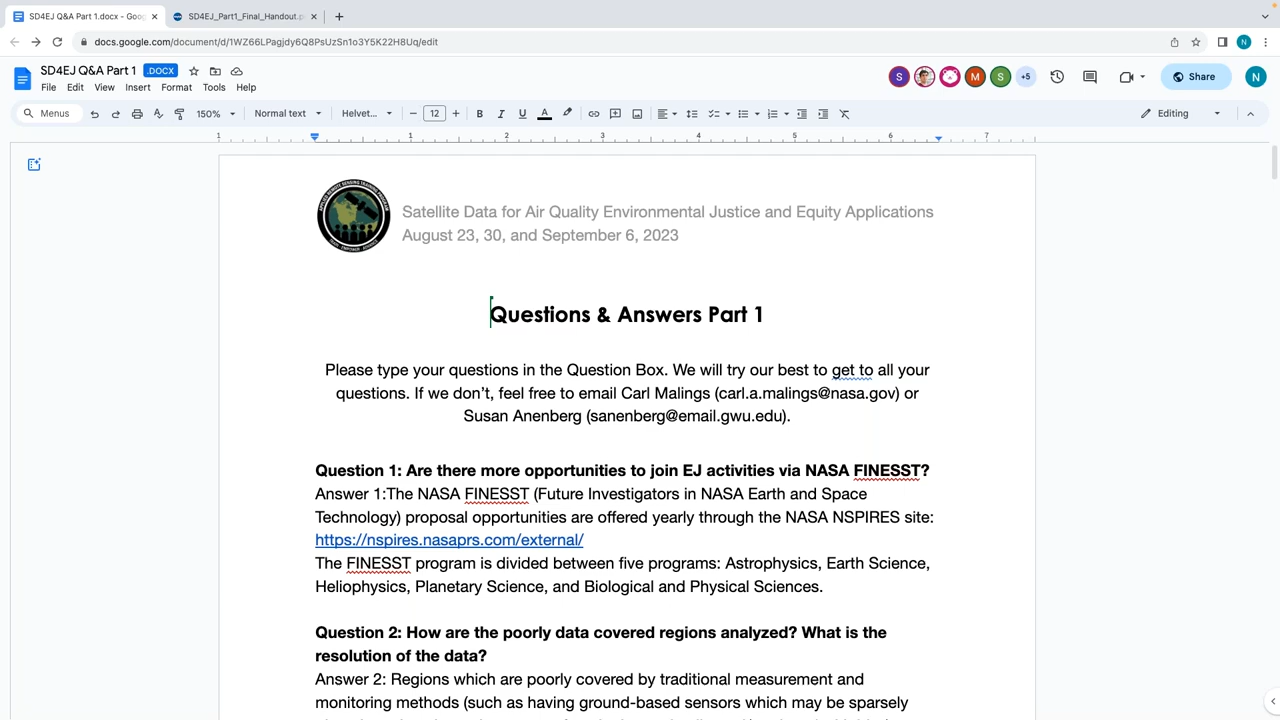 SD4EJ Q&A Part 1.docx - Goog
SD4EJ_Part1_Final_Handout.p
docs.google.com/document/d/1WZ66LPagjdy6Q8PsUzSn1o3Y5K22H8Uq/edit
N
SD4EJ Q&A Part 1 .DOCX
S M S +5 Share N
File Edit View Insert Format Tools Help
Menus 150% Normal text Helvet... 12 B I U A Editing
1 1 2 3 4 5 6 7
Satellite Data for Air Quality Environmental Justice and Equity Applications
August 23, 30, and September 6, 2023
Questions & Answers Part 1
Please type your questions in the Question Box. We will try our best to get to all your
questions. If we don't, feel free to email Carl Malings (carl.a.malings@nasa.gov) or
Susan Anenberg (sanenberg@email.gwu.edu).
Question 1: Are there more opportunities to join EJ activities via NASA FINESST?
Answer 1:The NASA FINESST (Future Investigators in NASA Earth and Space
Technology) proposal opportunities are offered yearly through the NASA NSPIRES site:
https://nspires.nasaprs.com/external/
The FINESST program is divided between five programs: Astrophysics, Earth Science,
Heliophysics, Planetary Science, and Biological and Physical Sciences.
Question 2: How are the poorly data covered regions analyzed? What is the
resolution of the data?
Answer 2: Regions which are poorly covered by traditional measurement and
monitoring methods (such as having ground-based sensors which may be sparsely